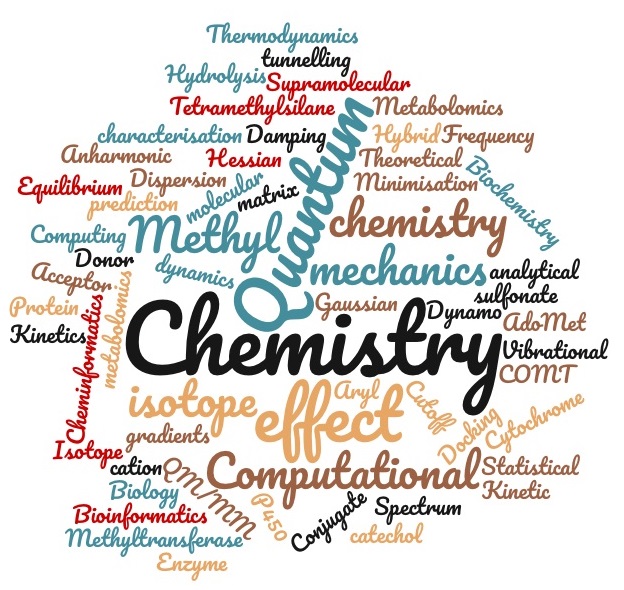 Thermodynamics
tunnelling
Hydrolysis
Supramolecular
Tetramethylsilane
Metabolomics
characterisation
Damping
Hybrid
Frequency
Anharmonic
Hessian
Quantum
Theoretical
Biochemistry
Equilibrium
Dispersion
molecular
matrix
Minimisation
prediction
Computing
Methyl
chemistry
Donor
dynamics
mechanics
analytical
Acceptor
metabolomics
sulfonate
Protein
Gaussian
Dynamo
AdoMet
Kinetics
Cheminformatics
Chemistry
Vibrational
COMT
isotope
effect
Aryl
Cutoff
Docking
Cytochrome
gradients
Isotope
cation
QM/MM
Computational
Statistical
Kinetic
Biology
P450
Conjugate
Spectrum
Bioinformatics
Methyltransferase
catechol
Enzyme